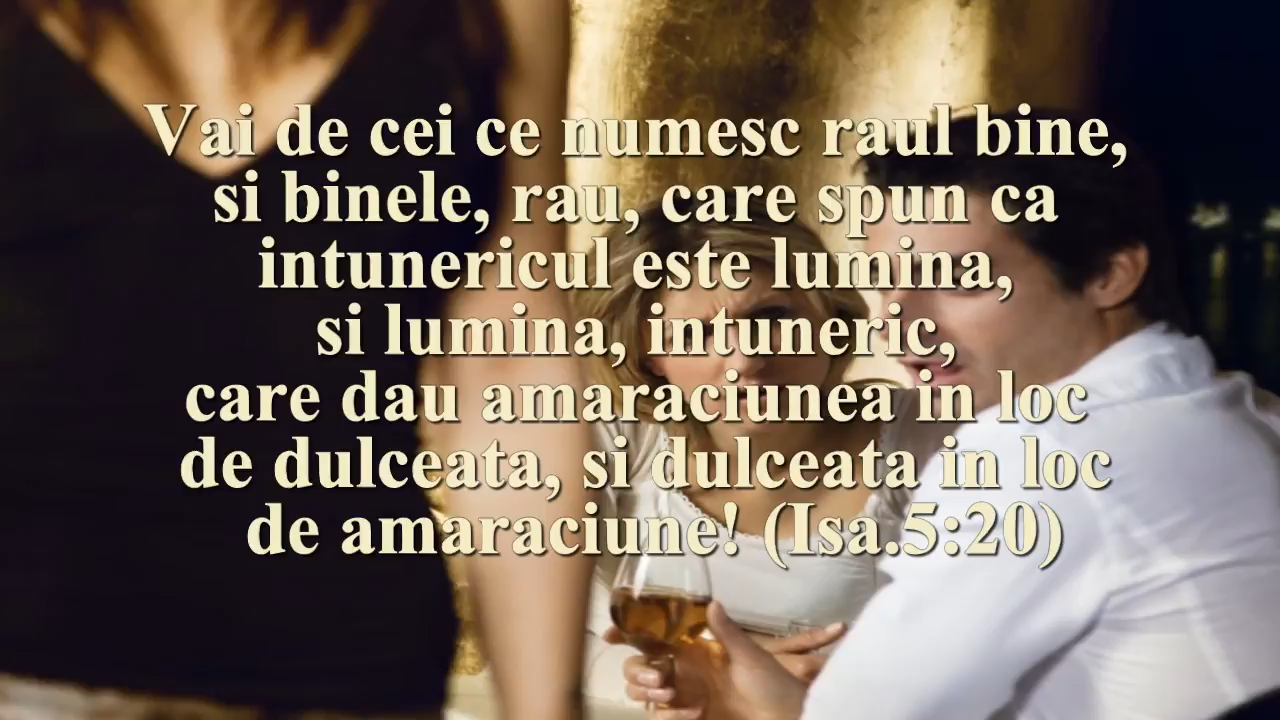 Vai de cei ce numesc raul bine,
si binele, rau, care spun ca
intunericul este lumina,
si lumina, intuneric,
care dau amaraciunea in loc
de dulceata, si dulceata in loc
de amaraciune! (Isa.5:20)